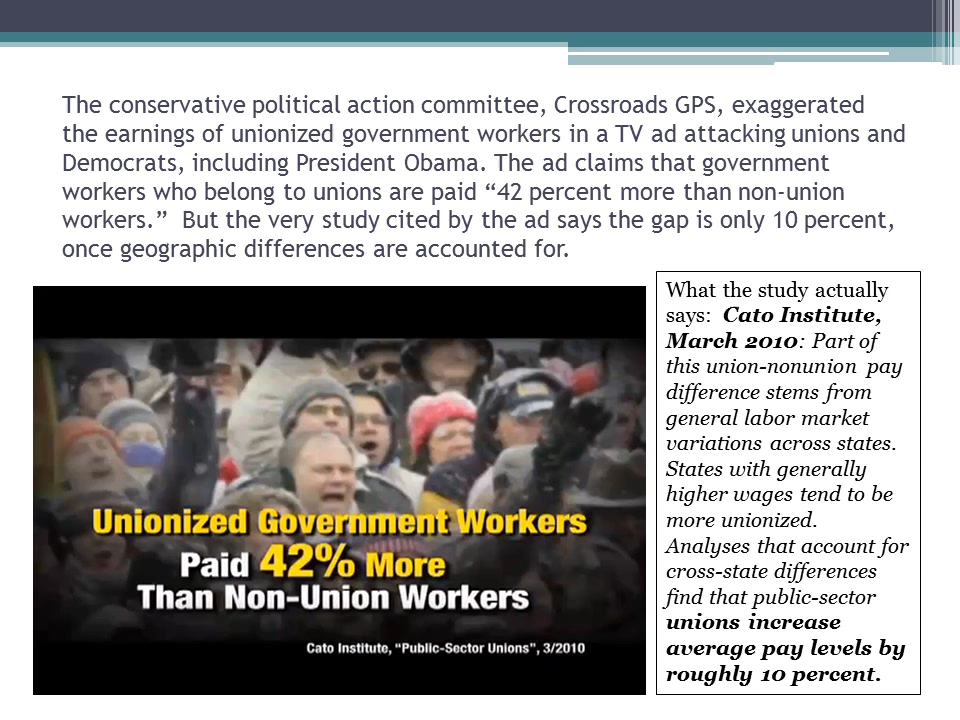 The conservative political action committee, Crossroads GPS, exaggerated
the earnings of unionized government workers in a TV ad attacking unions and
Democrats, including President Obama. The ad claims that government
workers who belong to unions are paid “42 percent more than non-union
workers.”  But the very study cited by the ad says the gap is only 10 percent,
once geographic differences are accounted for.
Unionized Government Workers
Paid 42% More
Than Non-Union Workers
Cato Institute, “Public-Sector Unions”, 3/2010
What the study actually
says:  Cato Institute,
March 2010: Part of
this union-nonunion  pay
difference stems from
general labor market
variations across states.
States with generally
higher wages tend to be
more unionized.
Analyses that account for
cross-state differences
find that public-sector
unions increase
average pay levels by
roughly 10 percent.